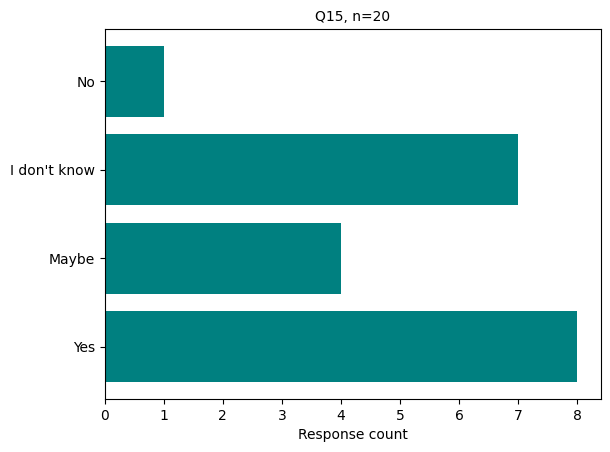 Q15, n=20
No
I don't know
Maybe
Yes
0 1 2 3 4 5 6 7 8
Response count